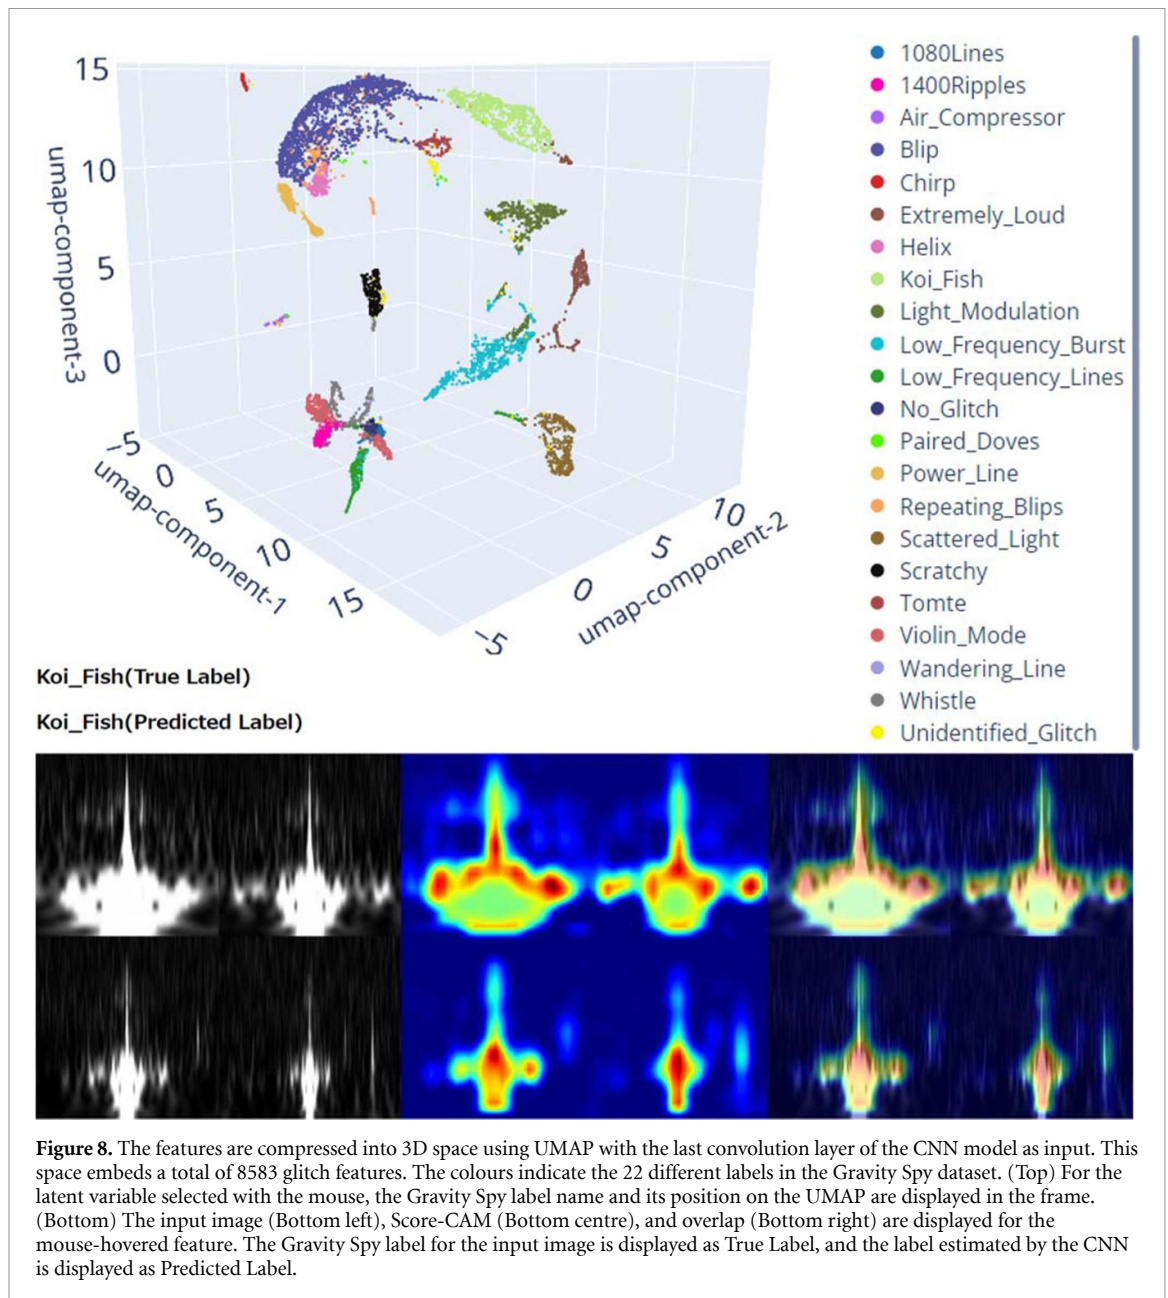 15
10
5
0
umap-component-3
−5
0
5
10
15
umap-component-1
−5
0
5
10
umap-component-2
1080Lines
1400Ripples
Air_Compressor
Blip
Chirp
Extremely_Loud
Helix
Koi_Fish
Light_Modulation
Low_Frequency_Burst
Low_Frequency_Lines
No_Glitch
Paired_Doves
Power_Line
Repeating_Blips
Scattered_Light
Scratchy
Tomte
Violin_Mode
Wandering_Line
Whistle
Unidentified_Glitch
Koi_Fish(True Label)
Koi_Fish(Predicted Label)
Figure 8. The features are compressed into 3D space using UMAP with the last convolution layer of the CNN model as input. This
space embeds a total of 8583 glitch features. The colours indicate the 22 different labels in the Gravity Spy dataset. (Top) For the
latent variable selected with the mouse, the Gravity Spy label name and its position on the UMAP are displayed in the frame.
(Bottom) The input image (Bottom left), Score-CAM (Bottom centre), and overlap (Bottom right) are displayed for the
mouse-hovered feature. The Gravity Spy label for the input image is displayed as True Label, and the label estimated by the CNN
is displayed as Predicted Label.